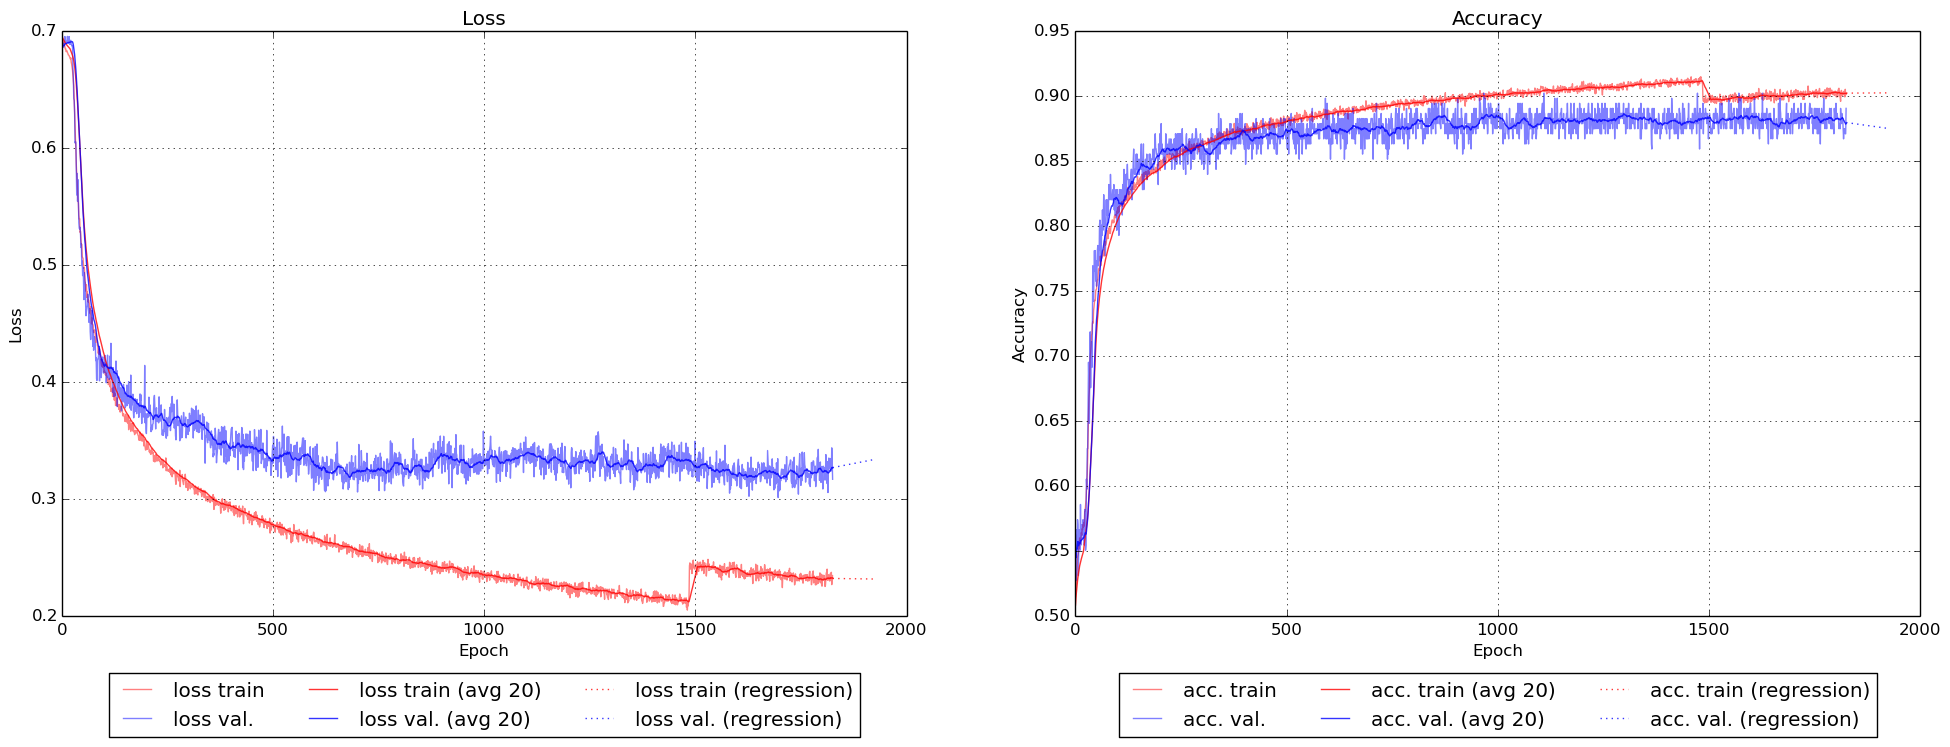 Loss
0.7
0.6
0.5
0.4
0.3
0.2
Loss
0 500 1000 1500 2000
Epoch
loss train loss train (avg 20) loss train (regression)
loss val. loss val. (avg 20) loss val. (regression)
Accuracy
0.95
0.90
0.85
0.80
0.75
0.70
0.65
0.60
0.55
0.50
Accuracy
0 500 1000 1500 2000
Epoch
acc. train acc. train (avg 20) acc. train (regression)
acc. val. acc. val. (avg 20) acc. val. (regression)